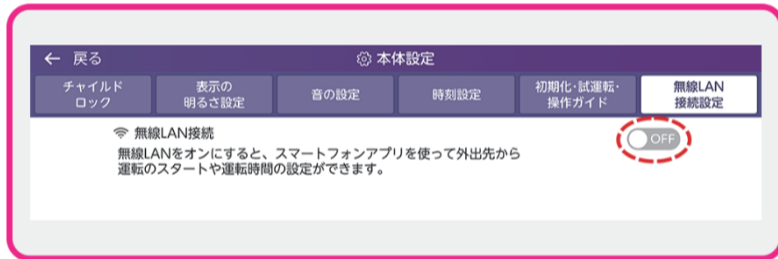 ← 戻る
本体設定
チャイルド
ロック
表示の
明るさ設定
音の設定
時刻設定
初期化・試運転・
操作ガイド
無線LAN
接続設定
無線LAN接続
OFF
無線LANをオンにすると、スマートフォンアプリを使って外出先から
運転のスタートや運転時間の設定ができます。